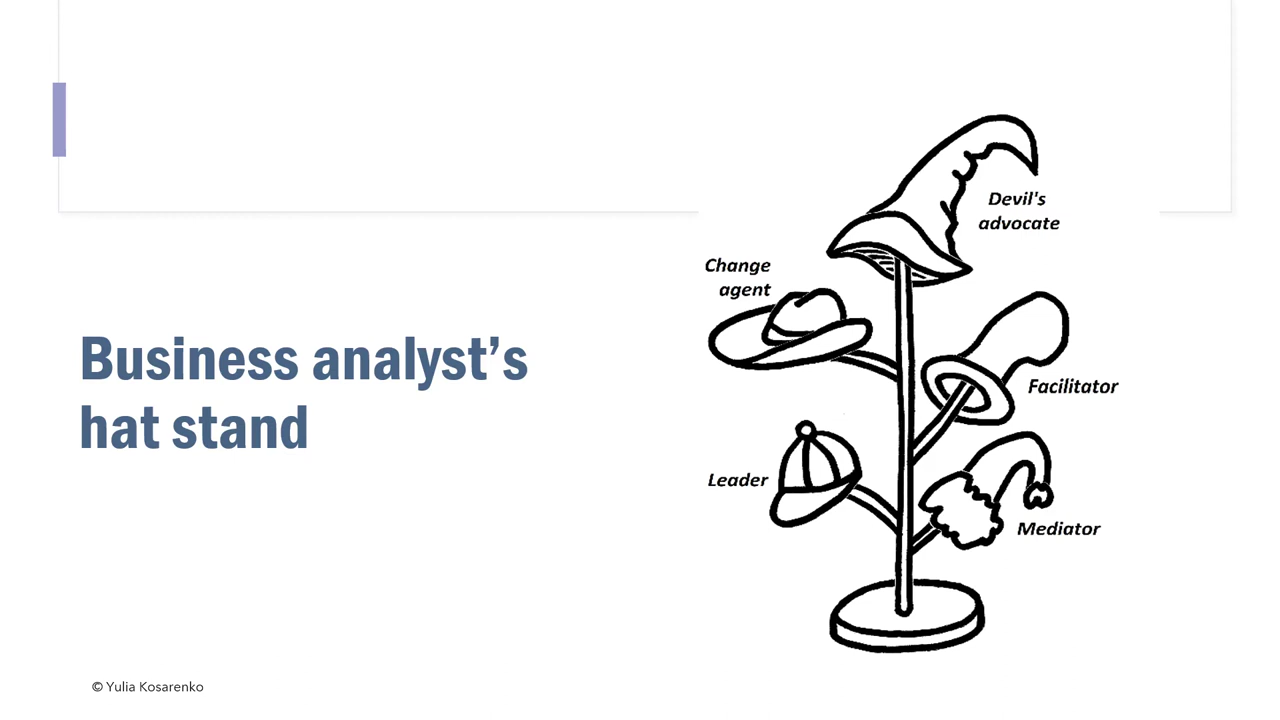 Business analyst’s
hat stand
Devil's
advocate
Change
agent
Facilitator
Leader
Mediator
© Yulia Kosarenko